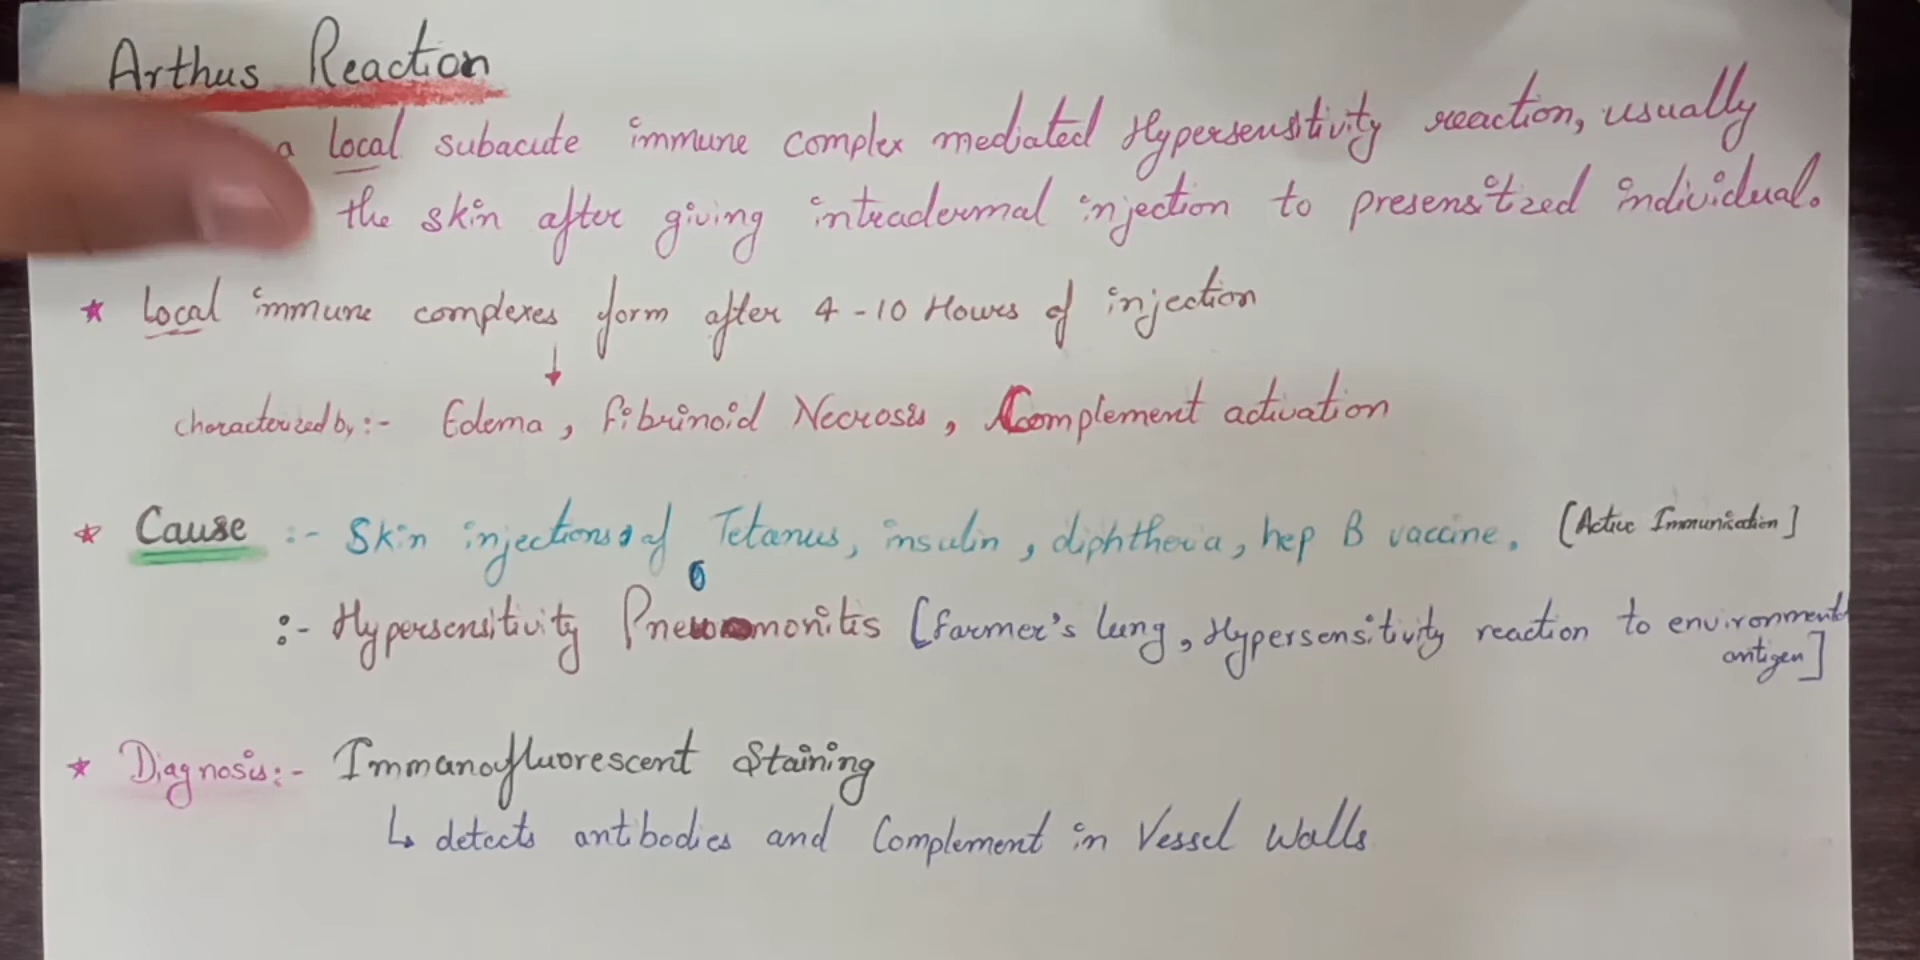 Arthus Reaction
a local subacute immune complex mediated Hypersensitivity reaction, usually
the skin after giving intradermal injection to presensitized individual.
* Local immune complexes form after 4-10 Hours of injection
↓
characterized by :- Edema, fibrinoid Necrosis, Complement activation
* Cause :- Skin injections of Tetanus, insulin, diphtheria, hep B vaccine. [Active Immunization]
:- Hypersensitivity Pneumonitis [farmer's lung, Hypersensitivity reaction to environment
antigen]
* Diagnosis:- Immanofluorescent Staining
↳ detects antibodies and Complement in Vessel Walls